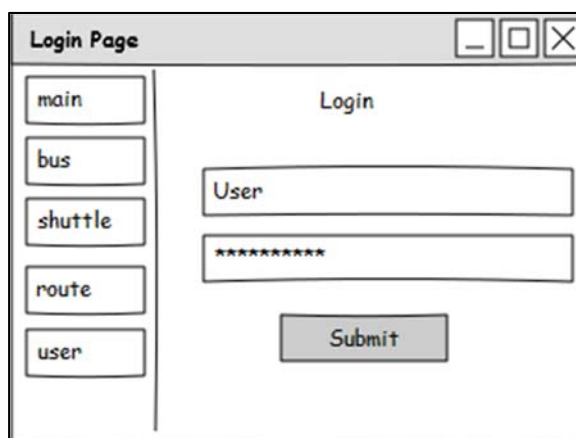 Login Page
main
bus
shuttle
route
user
Login
User
**********
Submit